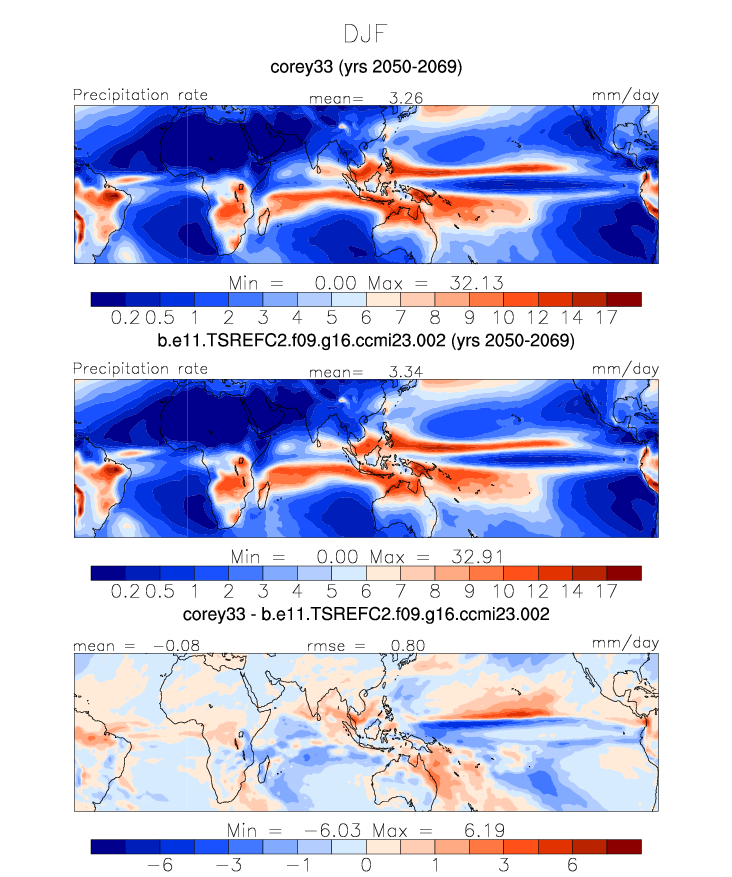 DJF
corey33 (yrs 2050-2069)
Precipitation rate mean= 3.26 mm/day
Min = 0.00 Max = 32.13
0.2 0.5 1 2 3 4 5 6 7 8 9 10 12 14 17
b.e11.TSREFC2.f09.g16.ccmi23.002 (yrs 2050-2069)
Precipitation rate mean= 3.34 mm/day
Min = 0.00 Max = 32.91
0.2 0.5 1 2 3 4 5 6 7 8 9 10 12 14 17
corey33 - b.e11.TSREFC2.f09.g16.ccmi23.002
mean = -0.08 rmse = 0.80 mm/day
Min = -6.03 Max = 6.19
-6 -3 -1 0 1 3 6